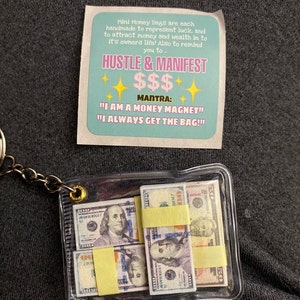 Mini Money Bags are each
handmade to represent luck, and
to attract money and wealth in to
it's owners life! Also to remind
you to ..
HUSTLE & MANIFEST
$$$
MANTRA:
"I AM A MONEY MAGNET"
"I ALWAYS GET THE BAG!"